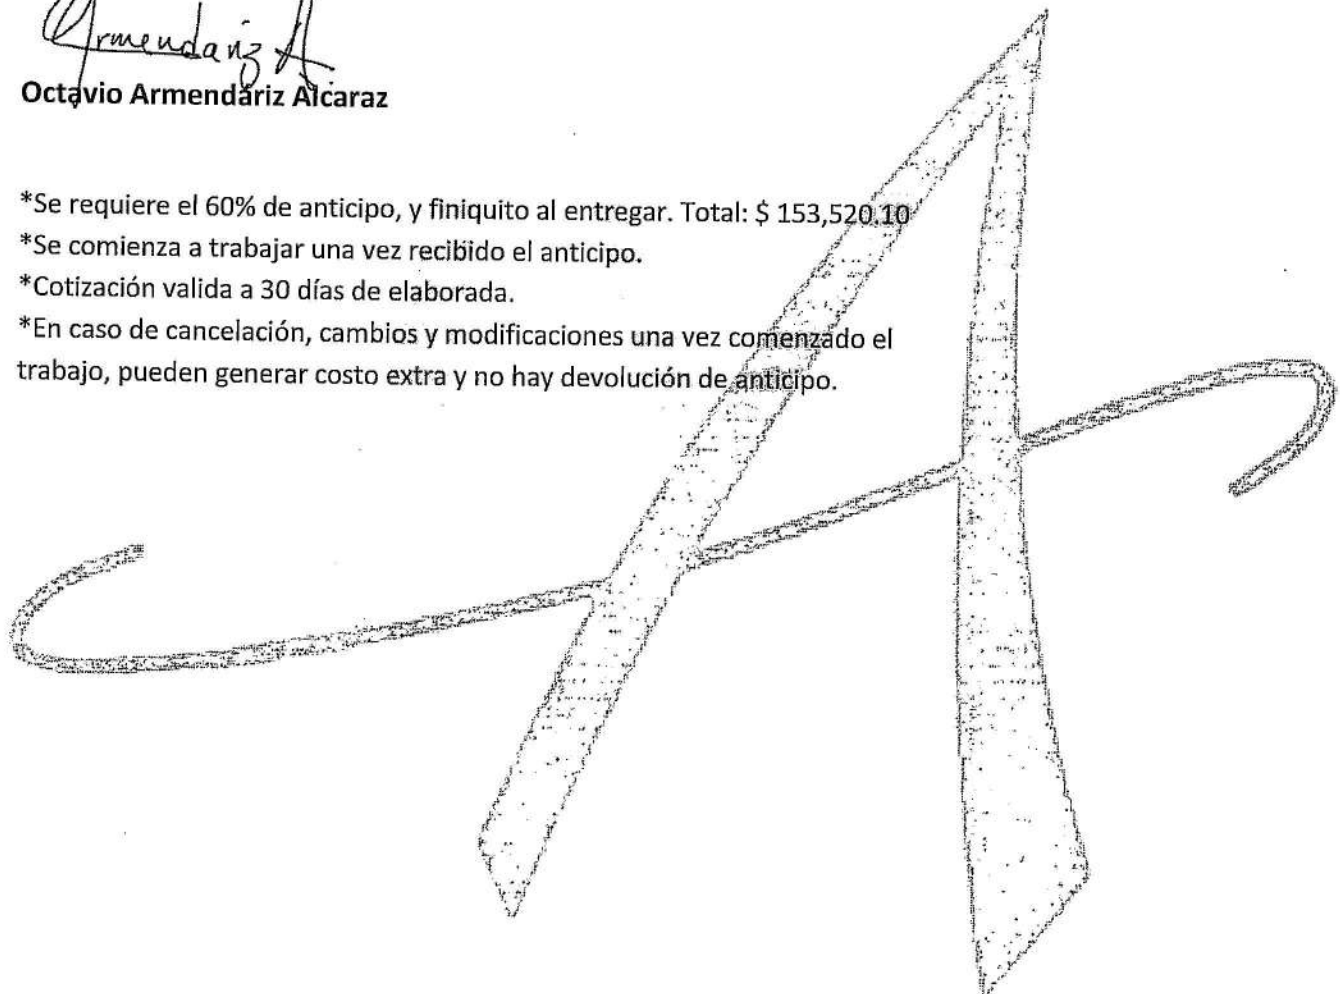 Armendariz A.
Octavio Armendáriz Alcaraz
*Se requiere el 60% de anticipo, y finiquito al entregar. Total: $ 153,520.10
*Se comienza a trabajar una vez recibido el anticipo.
*Cotización valida a 30 días de elaborada.
*En caso de cancelación, cambios y modificaciones una vez comenzado el
trabajo, pueden generar costo extra y no hay devolución de anticipo.
A